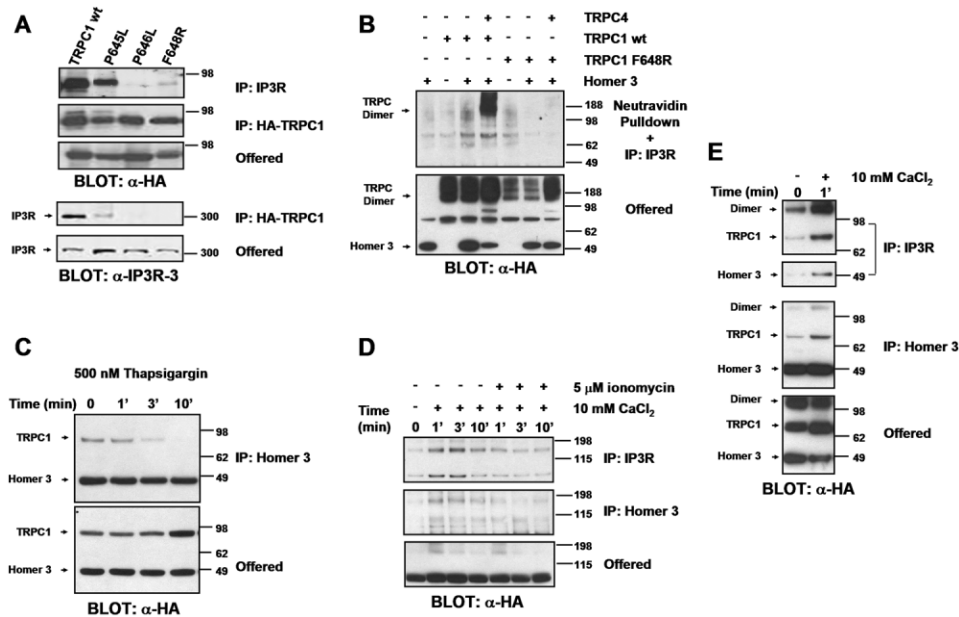 A
TRPC1 wt
P645L
P646L
F648R
98
IP: IP3R
98
IP: HA-TRPC1
98
Offered
BLOT: α-HA
IP3R
300
IP: HA-TRPC1
IP3R
300
Offered
BLOT: α-IP3R-3
B
- - - + - - + TRPC4
- + + + - - - TRPC1 wt
- - - - + + + TRPC1 F648R
+ - + + - + + Homer 3
TRPC
Dimer
188
98
62
49
Neutravidin
Pulldown
+
IP: IP3R
TRPC
Dimer
Homer 3
188
98
62
49
Offered
BLOT: α-HA
C
500 nM Thapsigargin
Time (min) 0 1' 3' 10'
TRPC1
Homer 3
98
62
49
IP: Homer 3
TRPC1
Homer 3
98
62
49
Offered
BLOT: α-HA
D
- - - - + + + 5 μM ionomycin
- + + + + + + 10 mM CaCl2
Time
(min)
0 1' 3' 10' 1' 3' 10'
198
115
IP: IP3R
198
115
IP: Homer 3
198
115
Offered
BLOT: α-HA
E
- + 10 mM CaCl2
Time (min) 0 1'
Dimer
TRPC1
98
62
Homer 3
49
IP: IP3R
Dimer
TRPC1
Homer 3
98
62
49
IP: Homer 3
Dimer
TRPC1
Homer 3
98
62
49
Offered
BLOT: α-HA